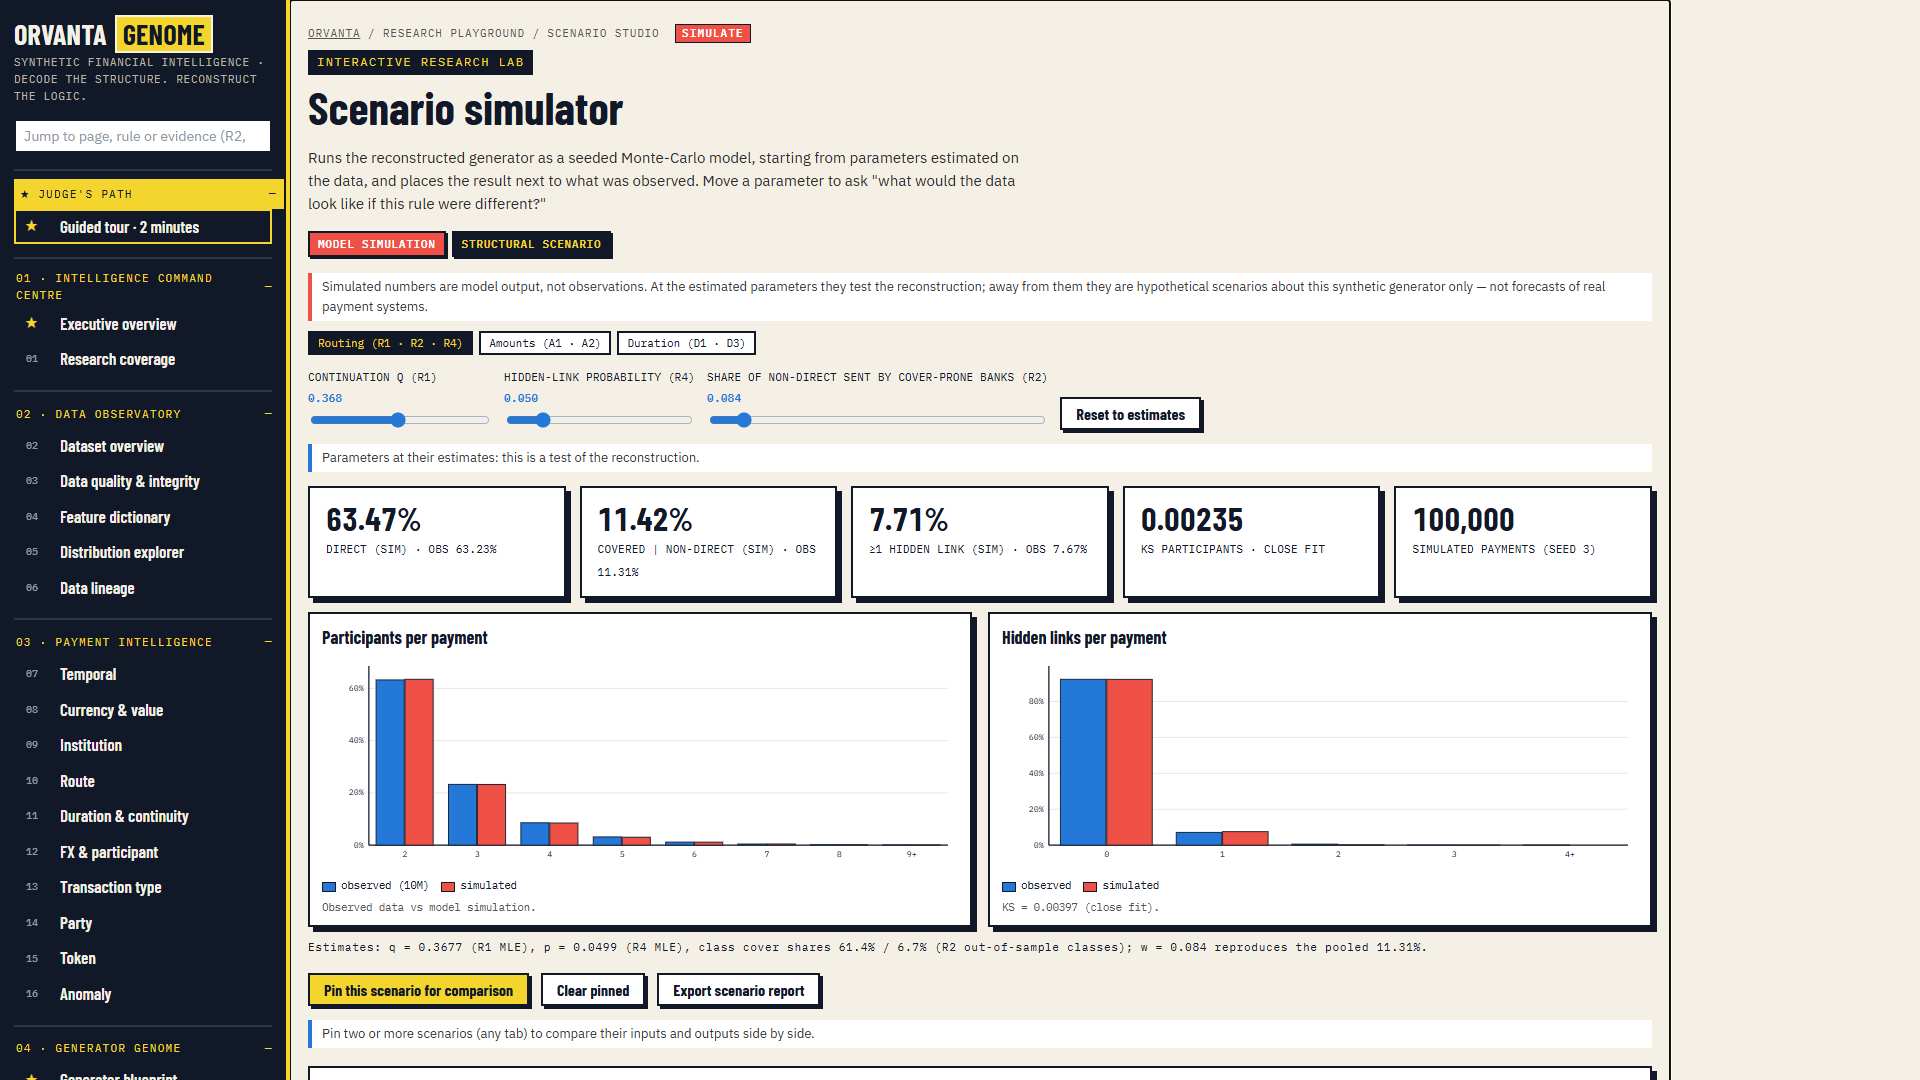 ORVANTA GENOME
SYNTHETIC FINANCIAL INTELLIGENCE ·
DECODE THE STRUCTURE. RECONSTRUCT
THE LOGIC.
Jump to page, rule or evidence (R2,
★ JUDGE'S PATH −
★ Guided tour · 2 minutes
01 · INTELLIGENCE COMMAND
CENTRE −
★ Executive overview
01 Research coverage
02 · DATA OBSERVATORY −
02 Dataset overview
03 Data quality & integrity
04 Feature dictionary
05 Distribution explorer
06 Data lineage
03 · PAYMENT INTELLIGENCE −
07 Temporal
08 Currency & value
09 Institution
10 Route
11 Duration & continuity
12 FX & participant
13 Transaction type
14 Party
15 Token
16 Anomaly
04 · GENERATOR GENOME −
★ Generator blueprint
ORVANTA / RESEARCH PLAYGROUND / SCENARIO STUDIO SIMULATE
INTERACTIVE RESEARCH LAB
Scenario simulator
Runs the reconstructed generator as a seeded Monte-Carlo model, starting from parameters estimated on
the data, and places the result next to what was observed. Move a parameter to ask "what would the data
look like if this rule were different?"
MODEL SIMULATION STRUCTURAL SCENARIO
Simulated numbers are model output, not observations. At the estimated parameters they test the reconstruction; away from them they are hypothetical scenarios about this synthetic generator only — not forecasts of real
payment systems.
Routing (R1 · R2 · R4) Amounts (A1 · A2) Duration (D1 · D3)
CONTINUATION Q (R1) HIDDEN-LINK PROBABILITY (R4) SHARE OF NON-DIRECT SENT BY COVER-PRONE BANKS (R2)
0.368 0.050 0.084
Reset to estimates
Parameters at their estimates: this is a test of the reconstruction.
63.47% 11.42% 7.71% 0.00235 100,000
DIRECT (SIM) · OBS 63.23% COVERED | NON-DIRECT (SIM) · OBS ≥1 HIDDEN LINK (SIM) · OBS 7.67% KS PARTICIPANTS · CLOSE FIT SIMULATED PAYMENTS (SEED 3)
11.31%
Participants per payment
60%
40%
20%
0%
2 3 4 5 6 7 8 9+
observed (10M) simulated
Observed data vs model simulation.
Hidden links per payment
80%
60%
40%
20%
0%
0 1 2 3 4+
observed simulated
KS = 0.00397 (close fit).
Estimates: q = 0.3677 (R1 MLE), p = 0.0499 (R4 MLE), class cover shares 61.4% / 6.7% (R2 out-of-sample classes); w = 0.084 reproduces the pooled 11.31%.
Pin this scenario for comparison Clear pinned Export scenario report
Pin two or more scenarios (any tab) to compare their inputs and outputs side by side.